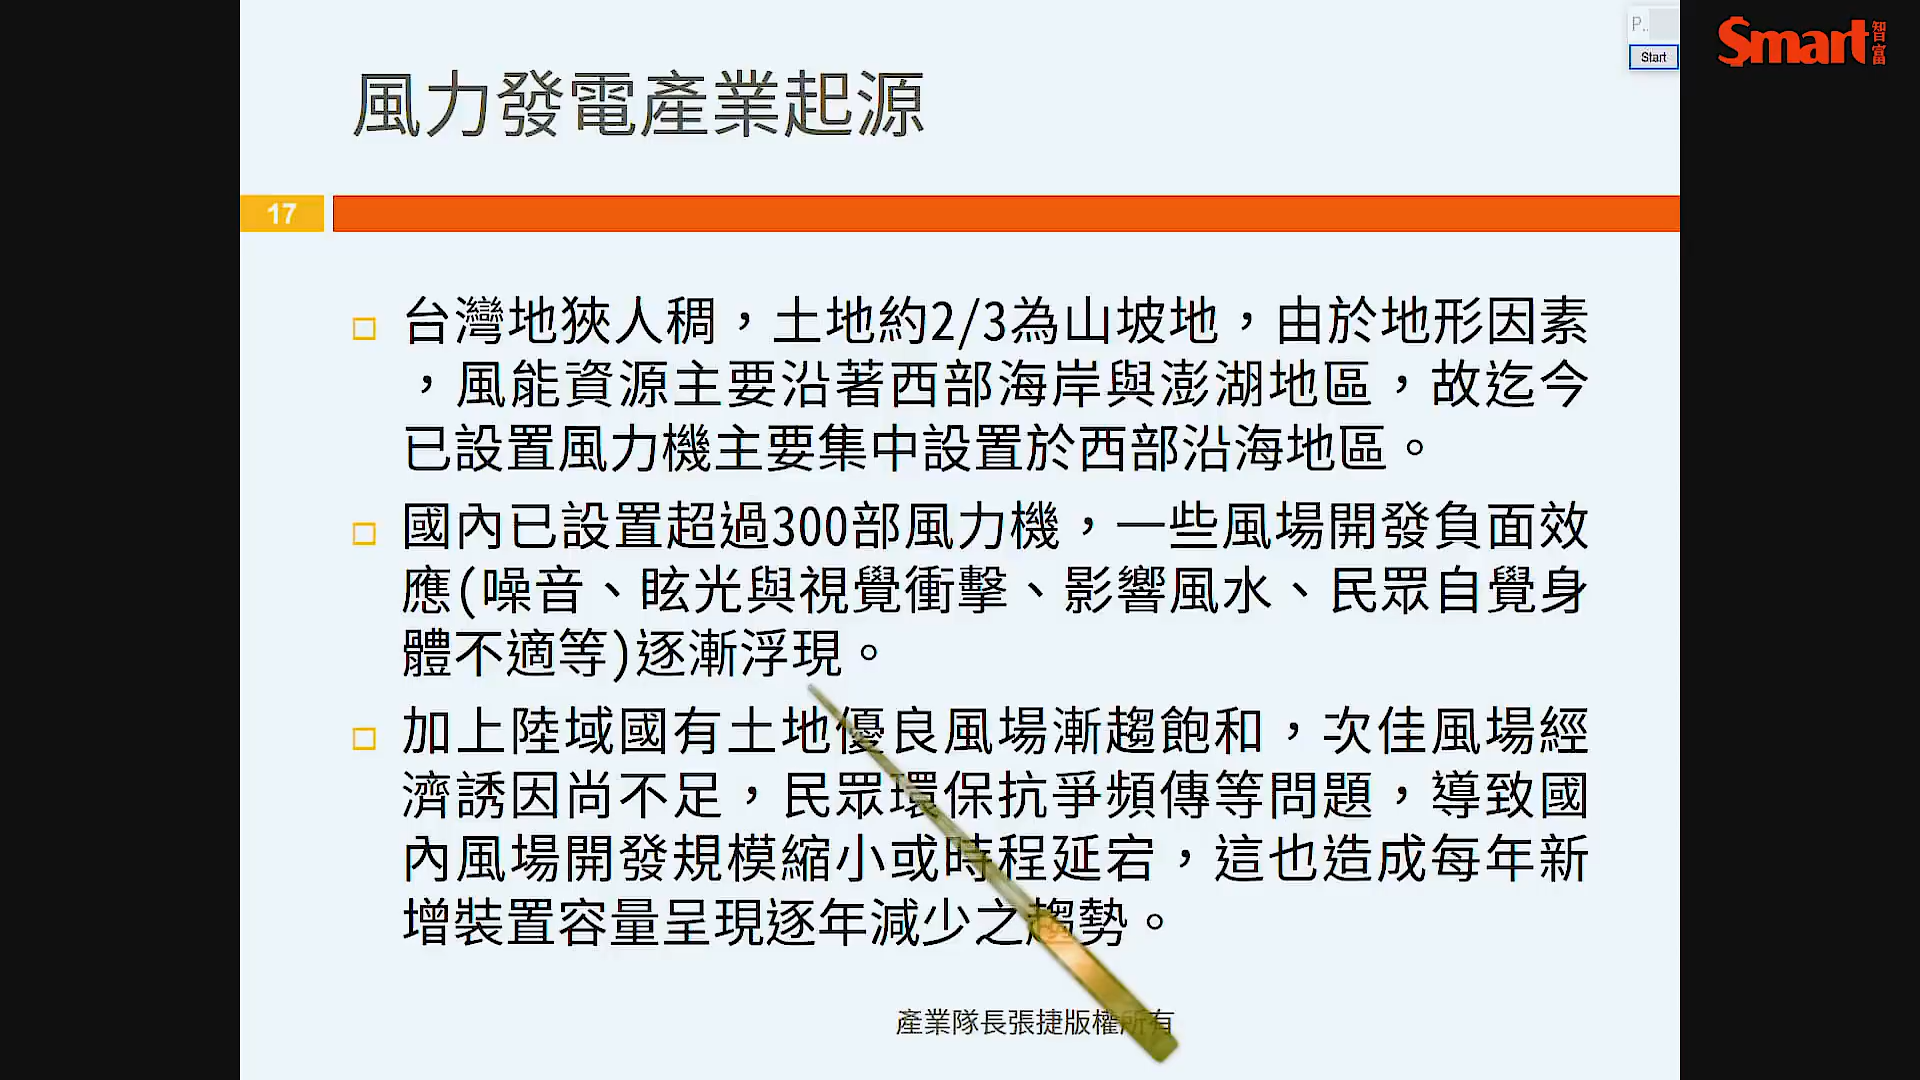 P..
Start
Smart智富
風力發電產業起源
17
台灣地狹人稠，土地約2/3為山坡地，由於地形因素
，風能資源主要沿著西部海岸與澎湖地區，故迄今
已設置風力機主要集中設置於西部沿海地區。
國內已設置超過300部風力機，一些風場開發負面效
應(噪音、眩光與視覺衝擊、影響風水、民眾自覺身
體不適等)逐漸浮現。
加上陸域國有土地優良風場漸趨飽和，次佳風場經
濟誘因尚不足，民眾環保抗爭頻傳等問題，導致國
內風場開發規模縮小或時程延宕，這也造成每年新
增裝置容量呈現逐年減少之趨勢。
產業隊長張捷版權所有